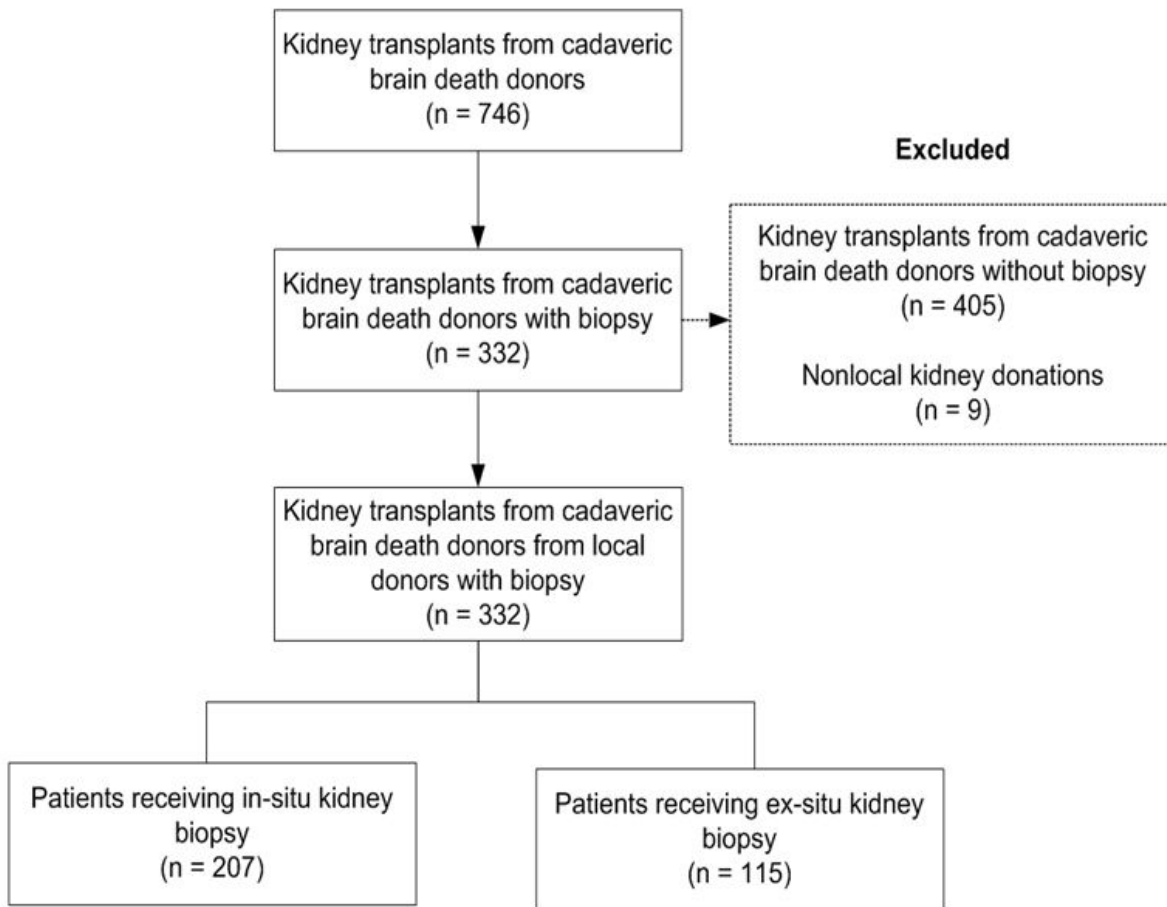 Kidney transplants from cadaveric
brain death donors
(n = 746)
Excluded
Kidney transplants from cadaveric
brain death donors without biopsy
(n = 405)
Nonlocal kidney donations
(n = 9)
Kidney transplants from cadaveric
brain death donors with biopsy
(n = 332)
Kidney transplants from cadaveric
brain death donors from local
donors with biopsy
(n = 332)
Patients receiving in-situ kidney
biopsy
(n = 207)
Patients receiving ex-situ kidney
biopsy
(n = 115)